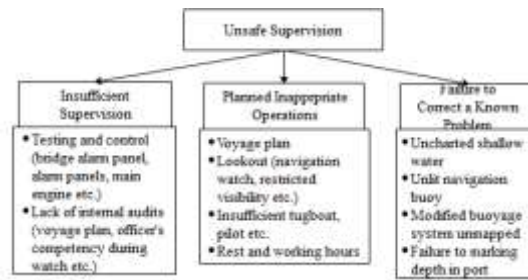 Unsafe Supervision
Insufficient
Supervision
• Testing and control
(bridge alarm panel,
alarm panels, main
engine etc.)
• Lack of internal audits
(voyage plan, officer's
competency during
watch etc.)
Planned Inappropriate
Operations
• Voyage plan
• Lookout (navigation
watch, restricted
visibility etc.)
• Insufficient tugboat,
pilot etc.
• Rest and working hours
Failure to
Correct a Known
Problem
• Uncharted shallow
water
• Unlit navigation
buoy
• Modified buoyage
system unmapped
• Failure to marking
depth in port